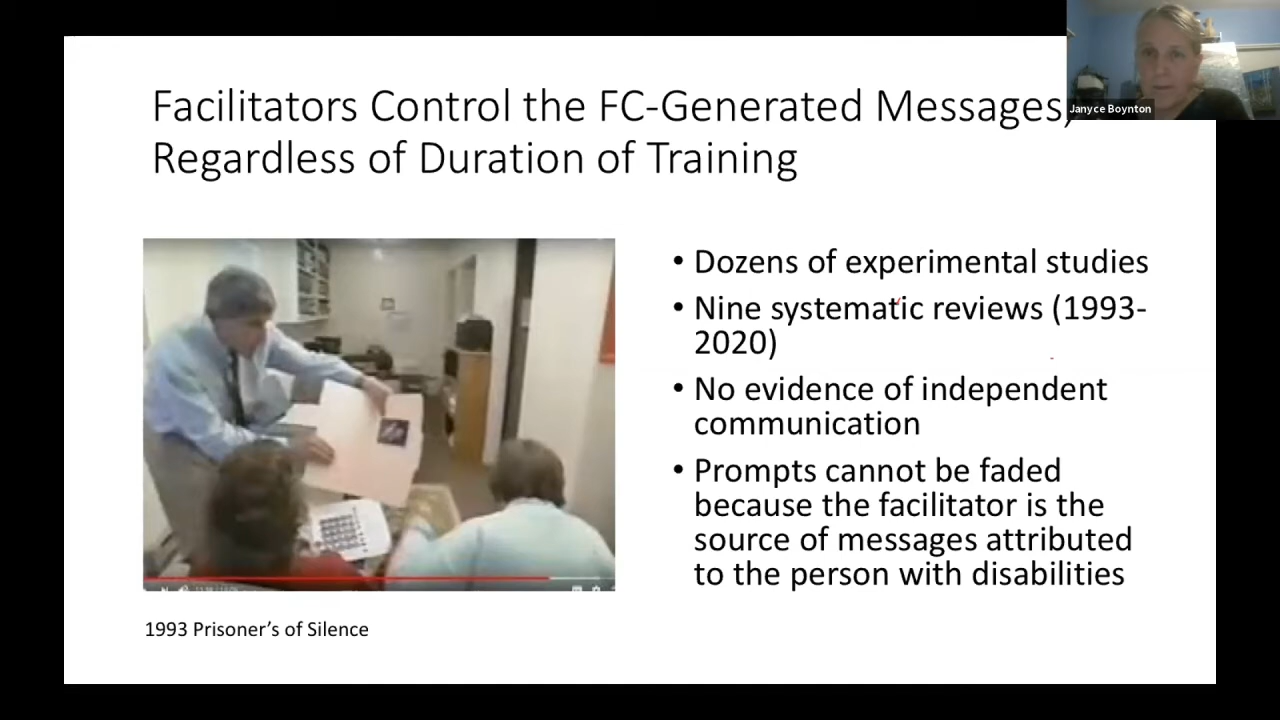 Facilitators Control the FC-Generated Messages,
Regardless of Duration of Training
Janyce Boynton
• Dozens of experimental studies
• Nine systematic reviews (1993-
2020)
• No evidence of independent
communication
• Prompts cannot be faded
because the facilitator is the
source of messages attributed
to the person with disabilities
1993 Prisoner's of Silence